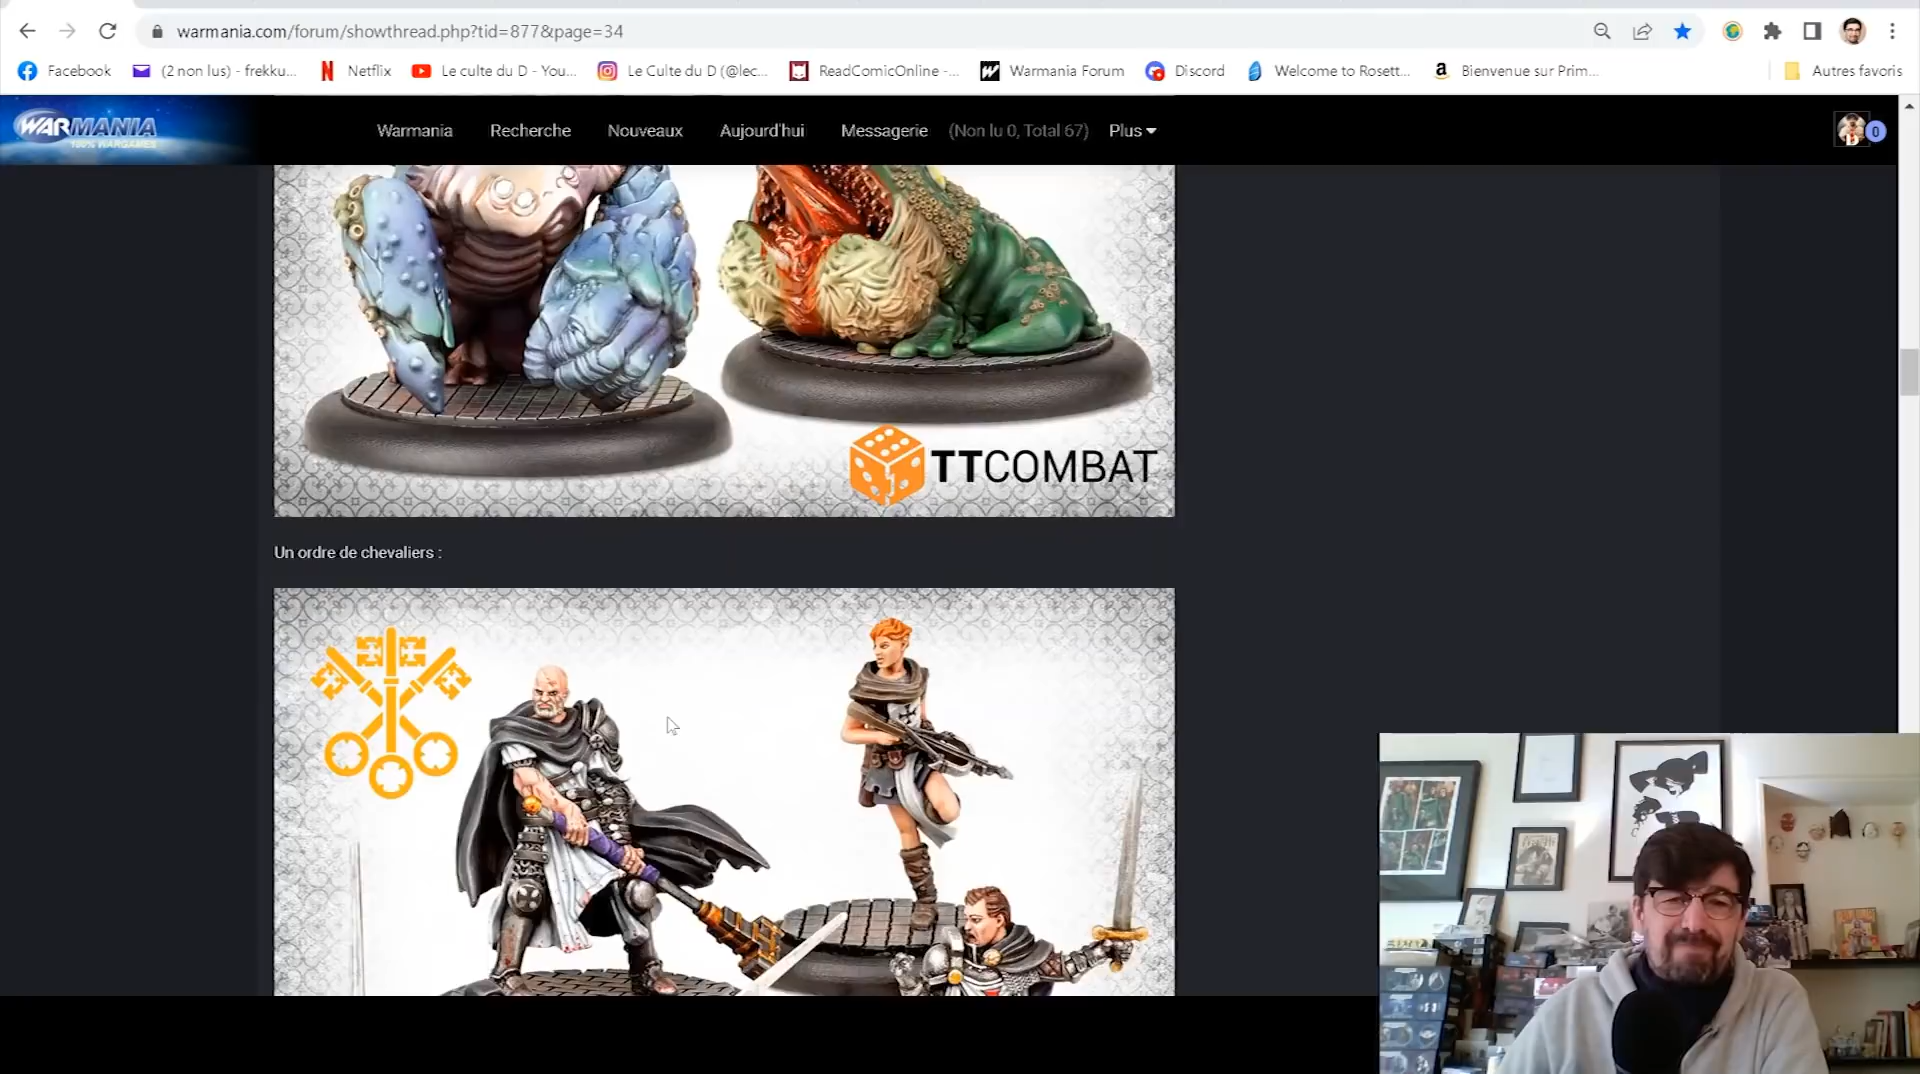 warmania.com/forum/showthread.php?tid=877&page=34
Facebook (2 non lus) - frekku... Netflix Le culte du D - You... Le Culte du D (@lec... ReadComicOnline -... Warmania Forum Discord Welcome to Rosett... Bienvenue sur Prim... Autres favoris
WARMANIA
100% WARGAMES
Warmania Recherche Nouveaux Aujourd'hui Messagerie (Non lu 0, Total 67) Plus
0
TTCOMBAT
Un ordre de chevaliers :